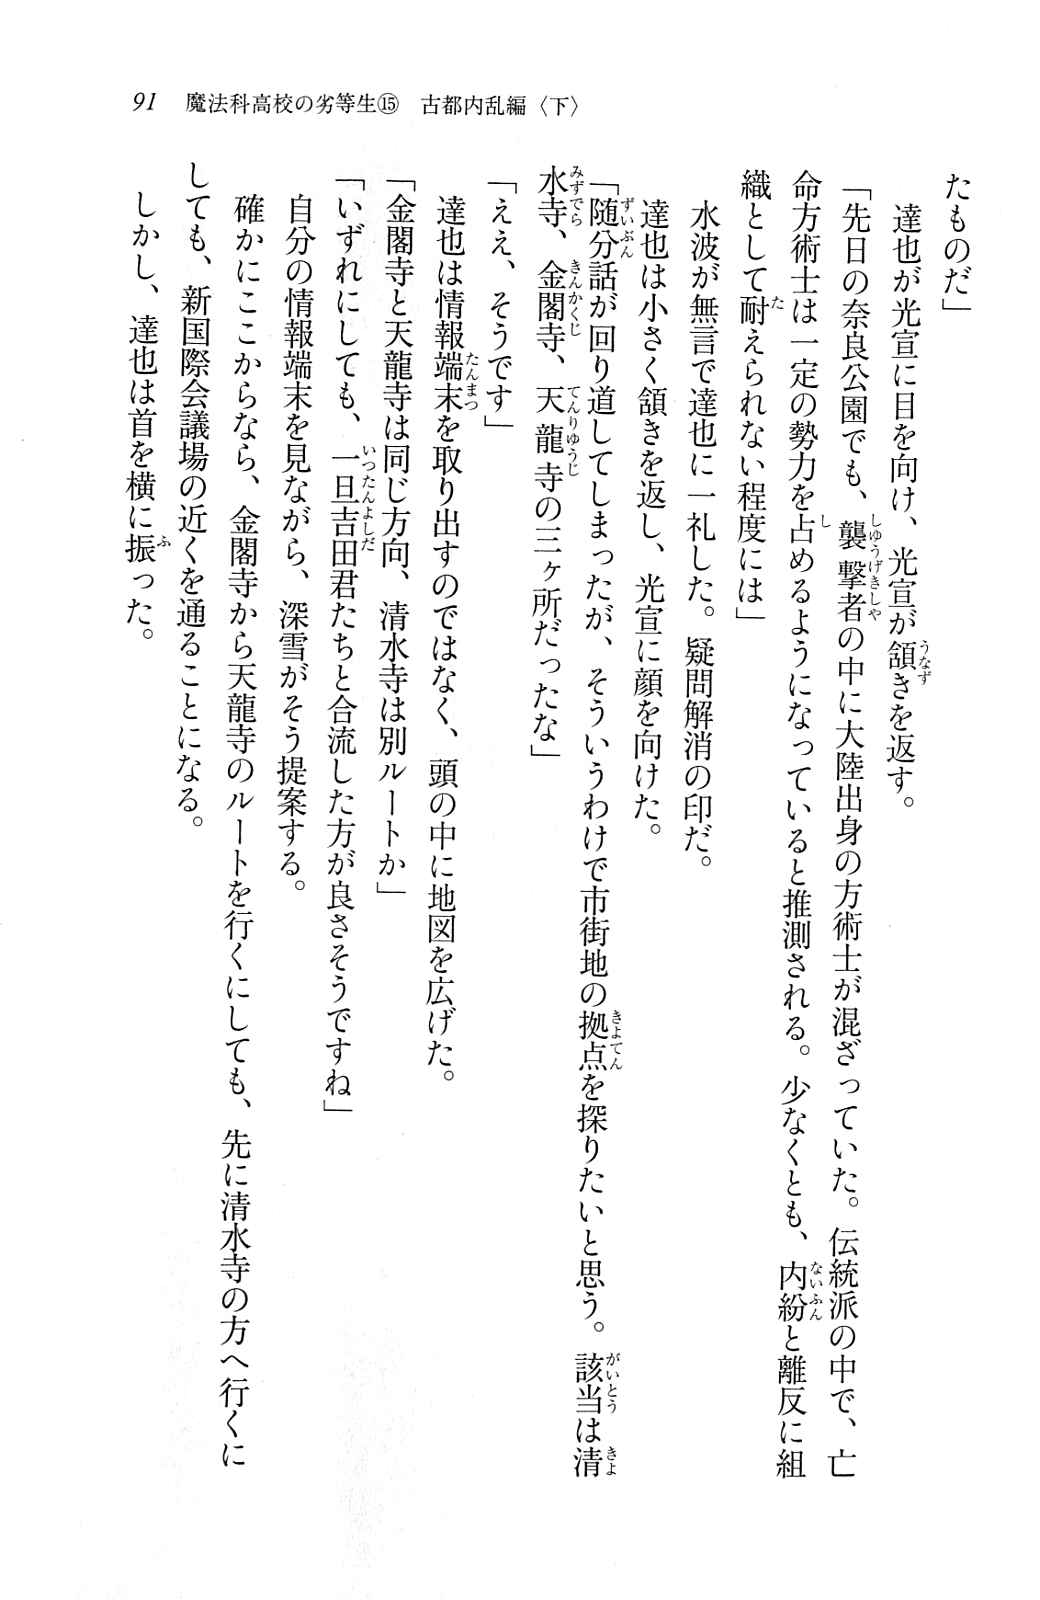 91　魔法科高校の劣等生⑮　古都内乱編〈下〉
たものだ」
　達也が光宣に目を向け、光宣が頷きを返す。
「先日の奈良公園でも、襲撃者の中に大陸出身の方術士が混ざっていた。伝統派の中で、亡
命方術士は一定の勢力を占めるようになっていると推測される。少なくとも、内紛と離反に組
織として耐えられない程度には」
　水波が無言で達也に一礼した。疑問解消の印だ。
　達也は小さく頷きを返し、光宣に顔を向けた。
「随分話が回り道してしまったが、そういうわけで市街地の拠点を探りたいと思う。該当は清
水寺、金閣寺、天龍寺の三ヶ所だったな」
「ええ、そうです」
　達也は情報端末を取り出すのではなく、頭の中に地図を広げた。
「金閣寺と天龍寺は同じ方向、清水寺は別ルートか」
「いずれにしても、一旦吉田君たちと合流した方が良さそうですね」
　自分の情報端末を見ながら、深雪がそう提案する。
　確かにここからなら、金閣寺から天龍寺のルートを行くにしても、先に清水寺の方へ行くに
しても、新国際会議場の近くを通ることになる。
　しかし、達也は首を横に振った。